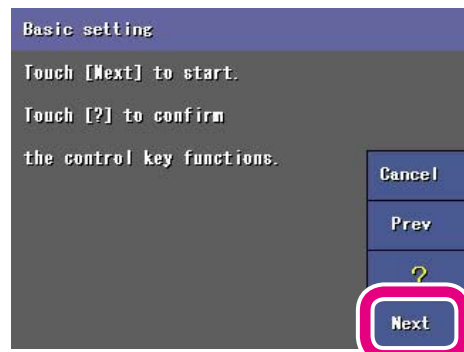 Basic setting
Touch [Next] to start.
Touch [?] to confirm
the control key functions.
Cancel
Prev
?
Next